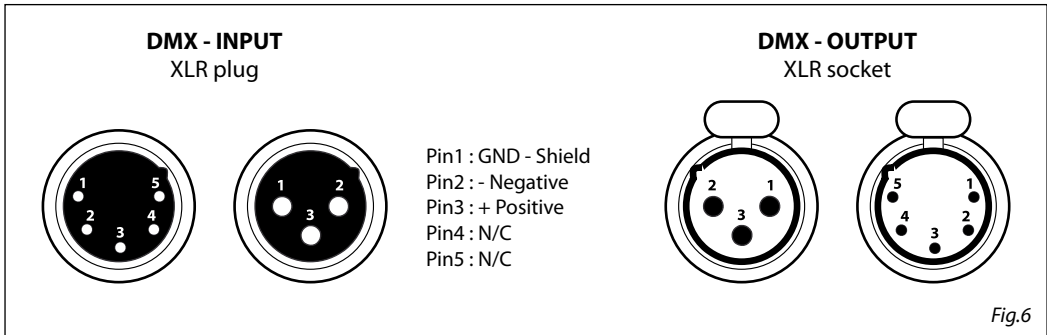 DMX - INPUT
XLR plug
1 5
2 4
3
1 2
3
Pin1 : GND - Shield
Pin2 : - Negative
Pin3 : + Positive
Pin4 : N/C
Pin5 : N/C
DMX - OUTPUT
XLR socket
2 1
3
5 1
4 2
3
Fig.6